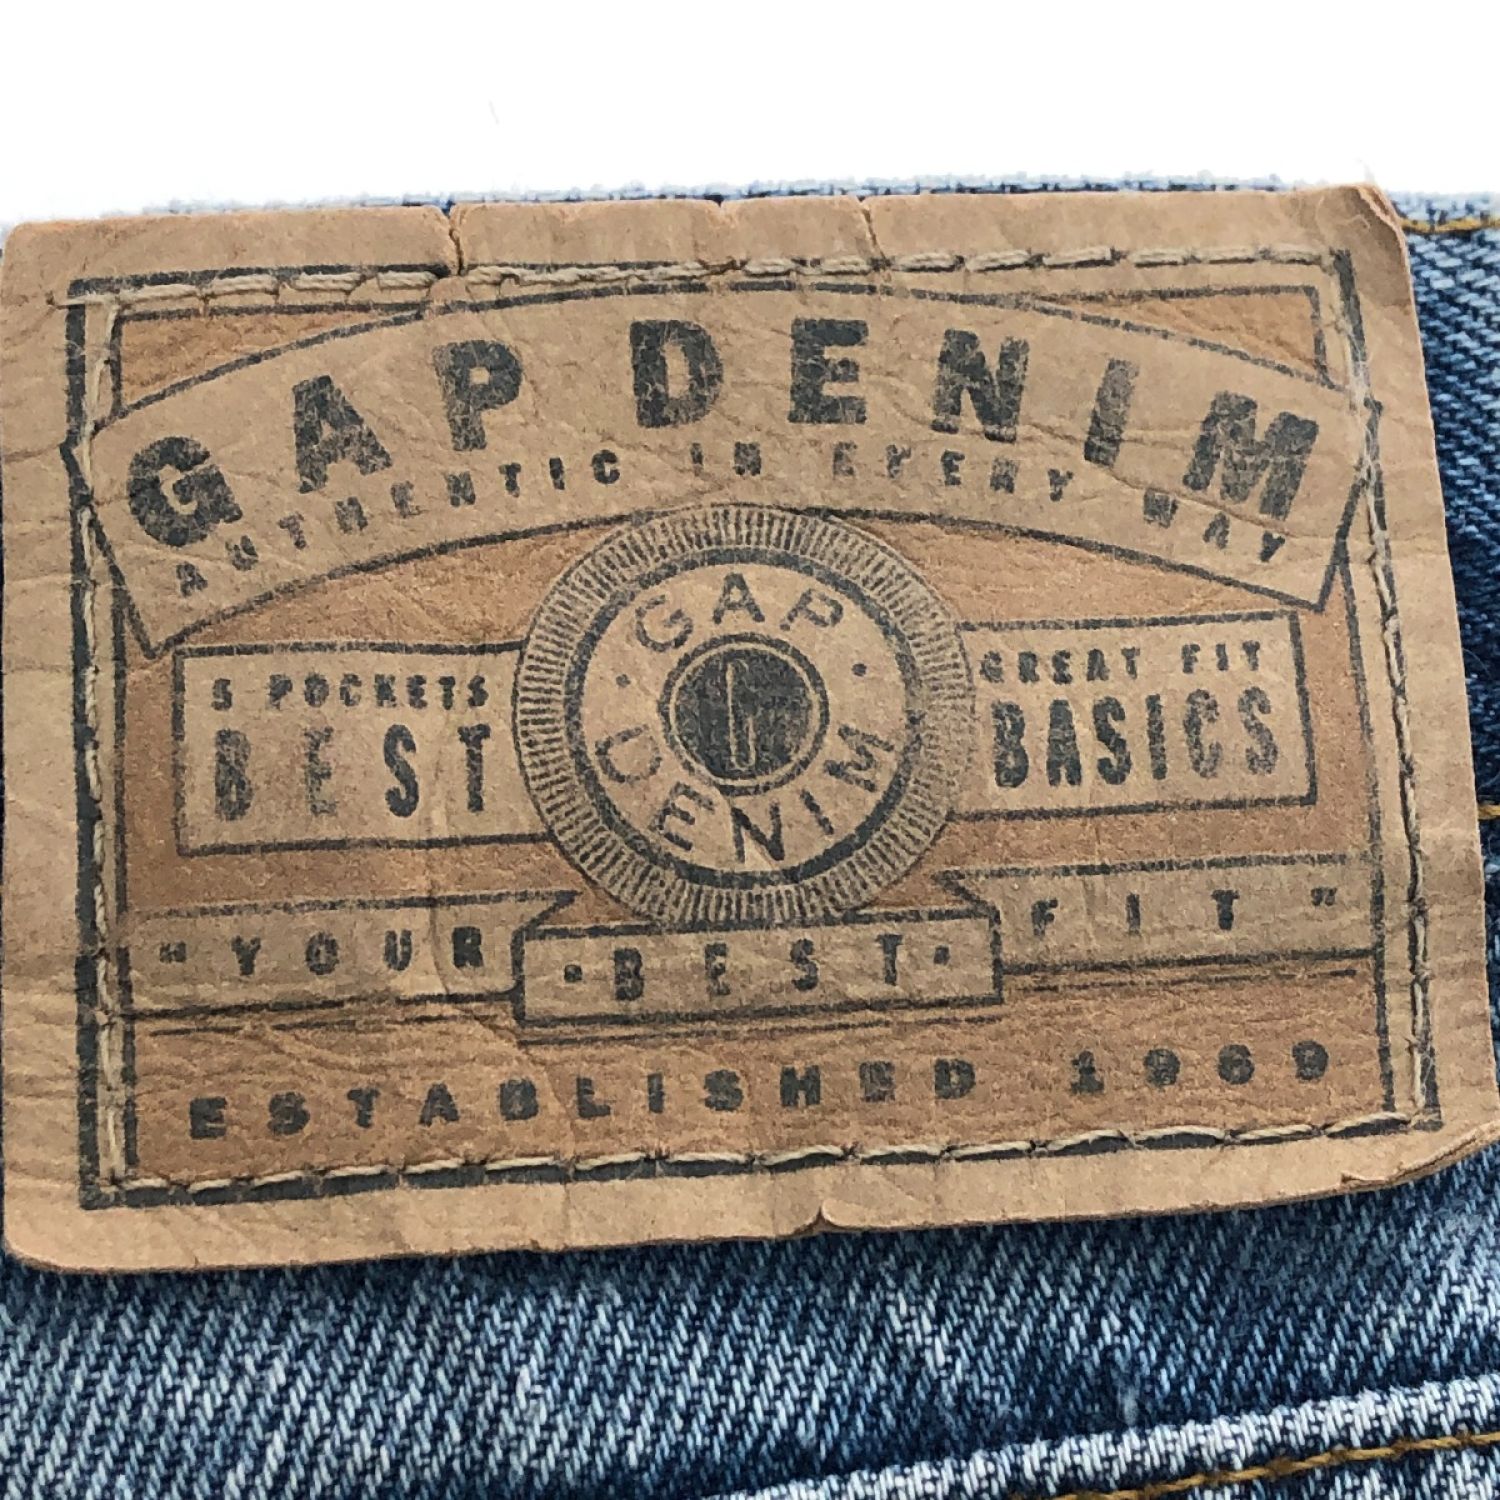 GAP DENIM
AUTHENTIC IN EVERY WAY
GAP
· DENIM ·
G
5 POCKETS
BEST
GREAT FIT
BASICS
"YOUR ·BEST· FIT"
ESTABLISHED 1969